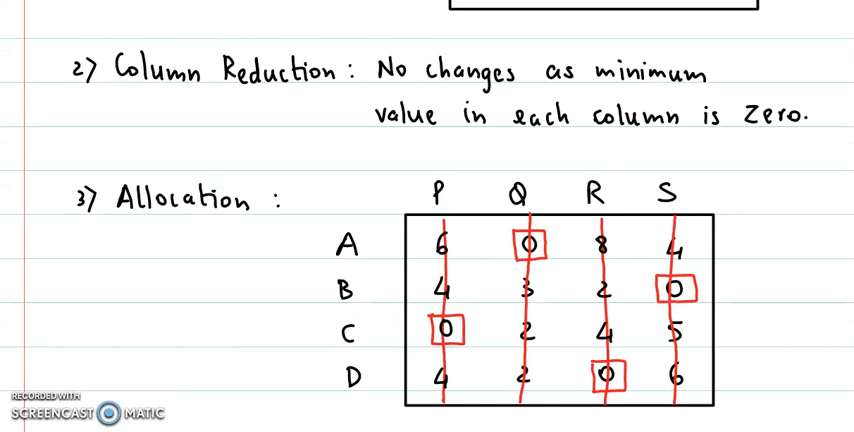 2) Column Reduction : No changes as minimum
value in each column is zero.
3) Allocation :
P Q R S
A 6 0 8 4
B 4 3 2 0
C 0 2 4 5
D 4 2 0 6
RECORDED WITH
SCREENCAST MATIC